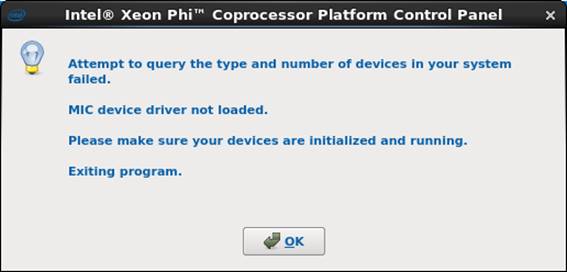 Intel® Xeon Phi™ Coprocessor Platform Control Panel
Attempt to query the type and number of devices in your system
failed.
MIC device driver not loaded.
Please make sure your devices are initialized and running.
Exiting program.
OK